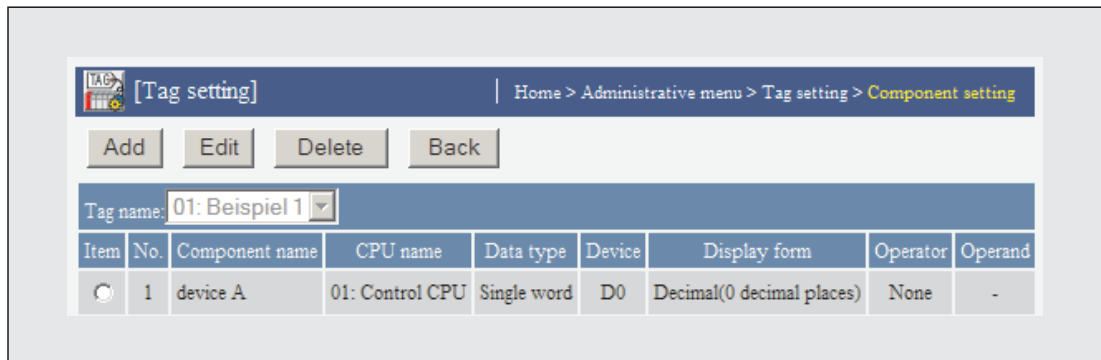 TAG
[Tag setting]
Home > Administrative menu > Tag setting > Component setting
Add Edit Delete Back
Tag name: 01: Beispiel 1
Item No. Component name CPU name Data type Device Display form Operator Operand
1 device A 01: Control CPU Single word D0 Decimal(0 decimal places) None -